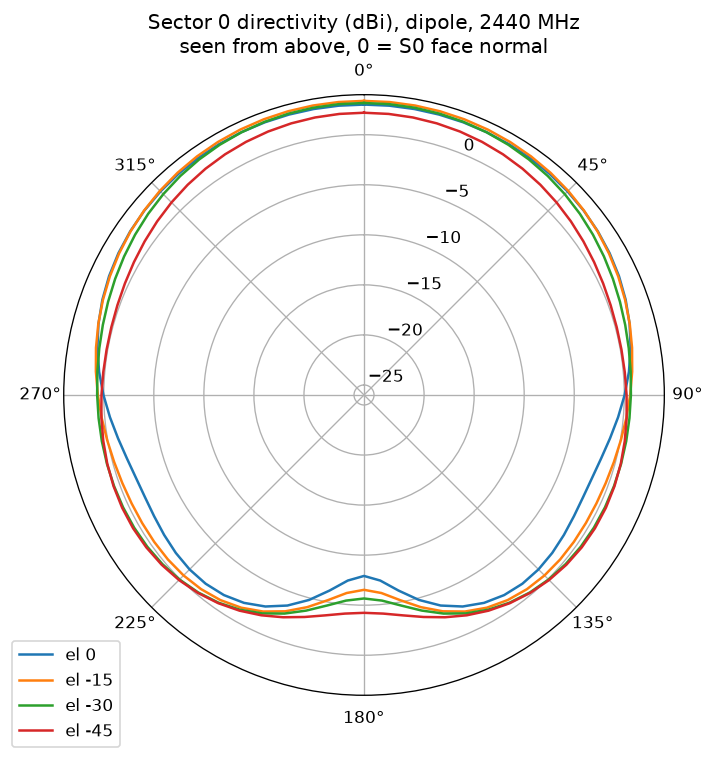 Sector 0 directivity (dBi), dipole, 2440 MHz
seen from above, 0 = S0 face normal
0°
315°
45°
0
−5
−10
−15
−20
−25
270°
90°
225°
135°
180°
el 0
el -15
el -30
el -45